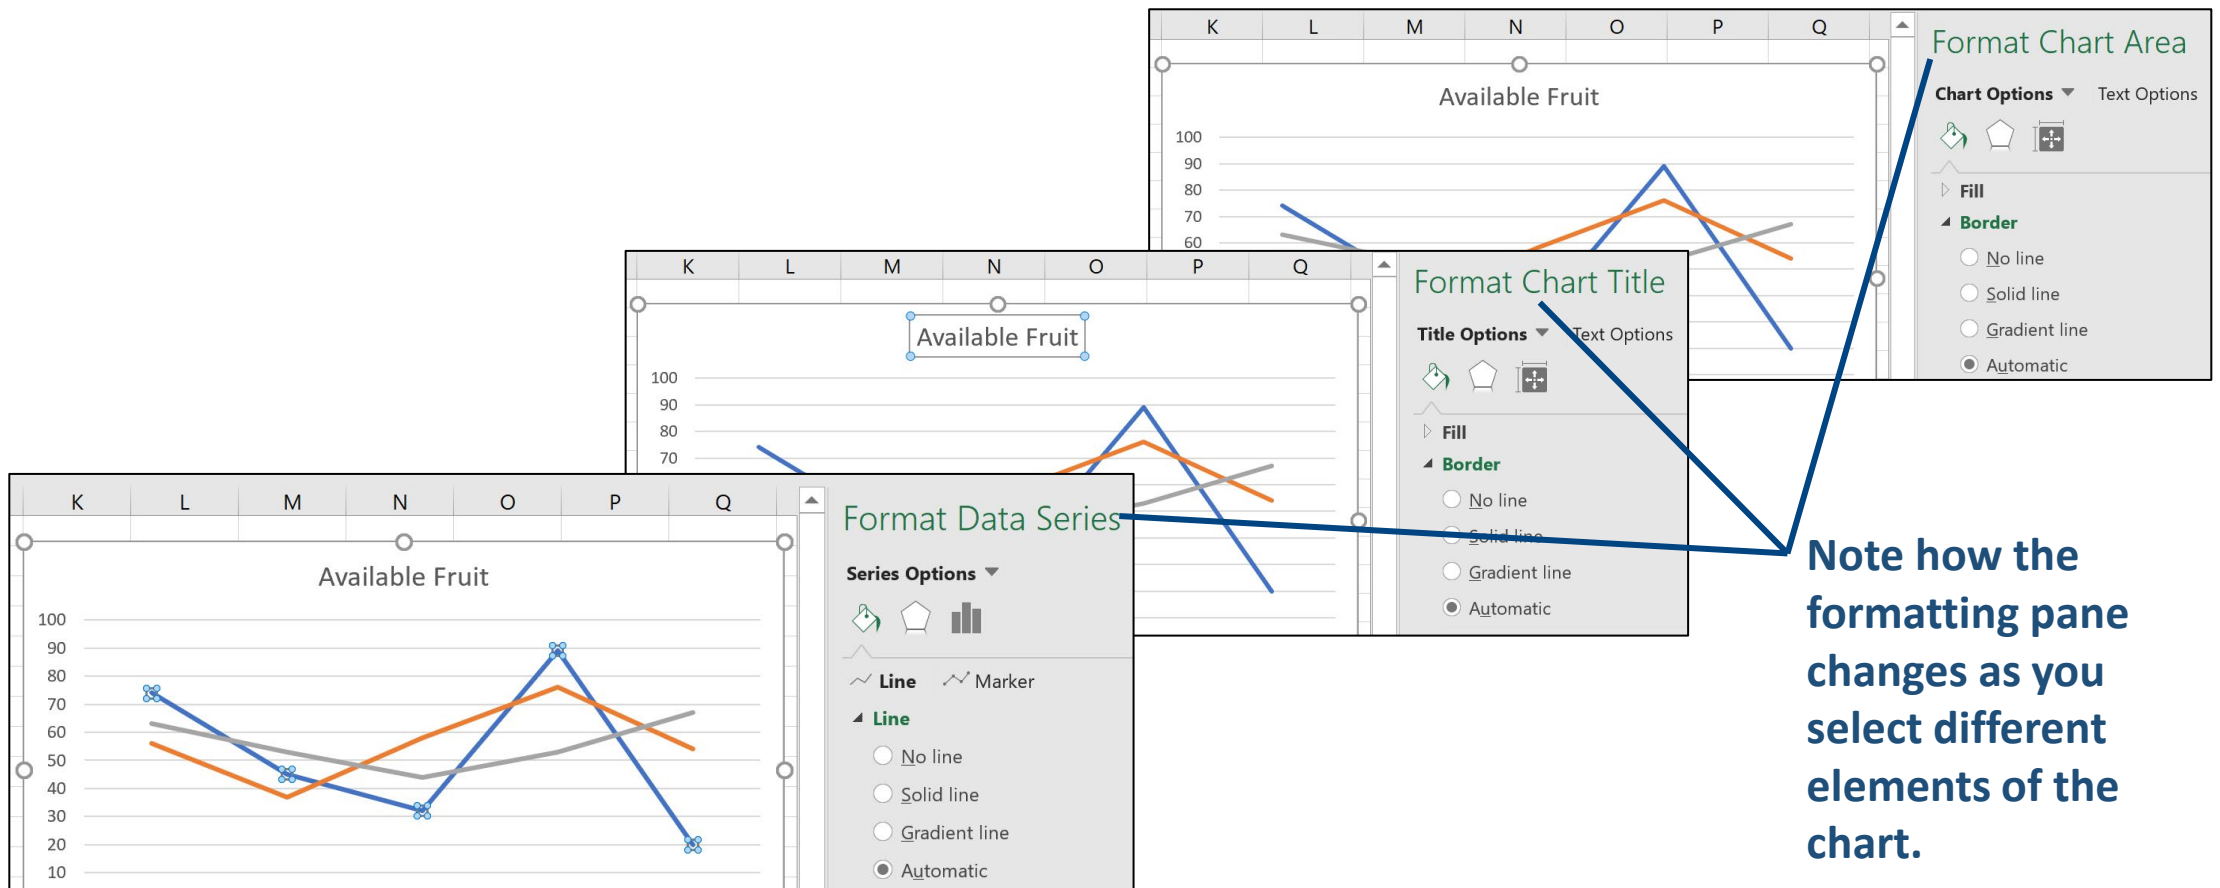 K L M N O P Q
Format Chart Area
Available Fruit
Chart Options Text Options
100
90
80
70
60
Fill
Border
No line
Solid line
Gradient line
Automatic
K L M N O P Q
Format Chart Title
Available Fruit
Title Options Text Options
100
90
80
70
Fill
Border
No line
Solid line
Gradient line
Automatic
K L M N O P Q
Format Data Series
Available Fruit
Series Options
100
90
80
70
60
50
40
30
20
10
Line Marker
Line
No line
Solid line
Gradient line
Automatic
Note how the
formatting pane
changes as you
select different
elements of the
chart.